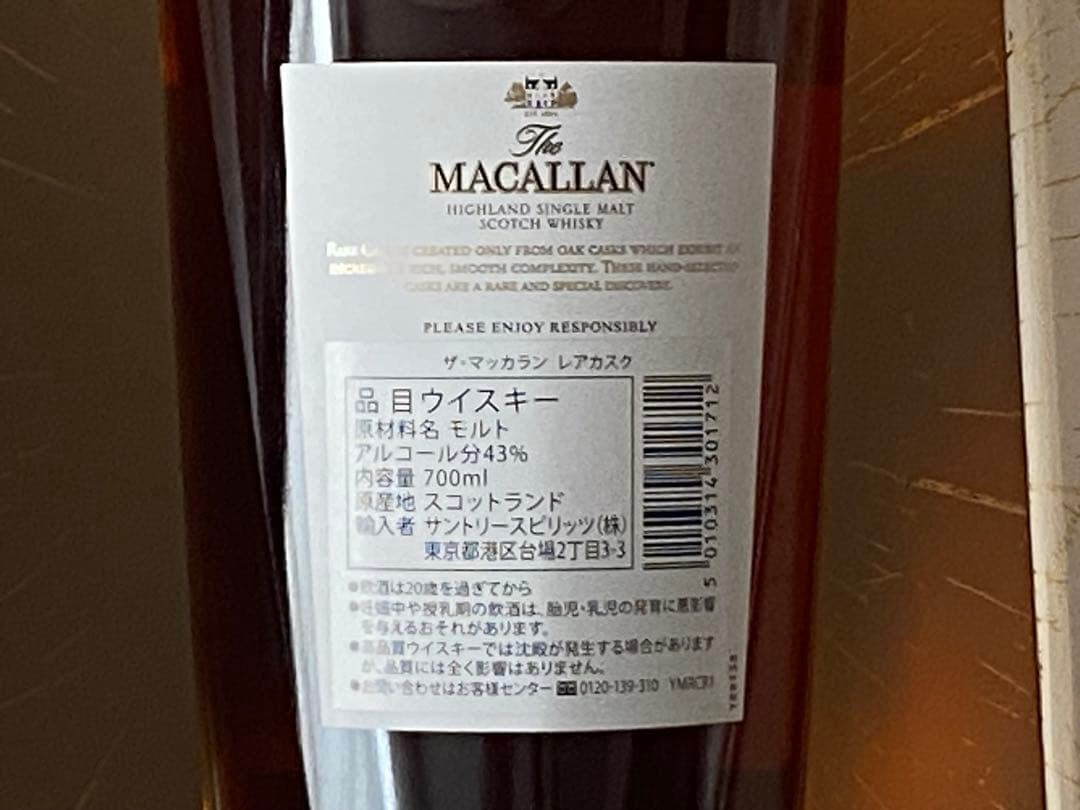 The
MACALLAN
HIGHLAND SINGLE MALT
SCOTCH WHISKY
RARE CREATED ONLY FROM OAK CASKS WHICH EXHIBIT AN
RICH, SMOOTH COMPLEXITY. THESE HAND-SELECTED
CASKS ARE A RARE AND SPECIAL DISCOVERY.
PLEASE ENJOY RESPONSIBLY
ザ・マッカラン レアカスク
品目ウイスキー
原材料名 モルト
アルコール分43%
内容量 700ml
原産地 スコットランド
輸入者 サントリースピリッツ(株)
東京都港区台場2丁目3-3
5 010314 301712
●飲酒は20歳を過ぎてから
●妊娠中や授乳期の飲酒は、胎児・乳児の発育に悪影響
を与えるおそれがあります。
●高品質ウイスキーでは沈殿が発生する場合があります
が、品質には全く影響はありません。
●お問い合わせはお客様センター 0120-139-310 YMRCR1